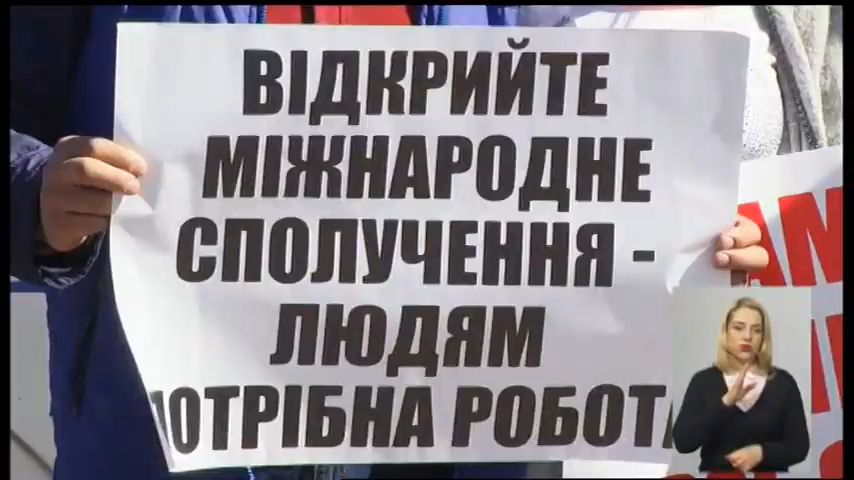 ВІДКРИЙТЕ
МІЖНАРОДНЕ
СПОЛУЧЕННЯ -
ЛЮДЯМ
ПОТРІБНА РОБОТА